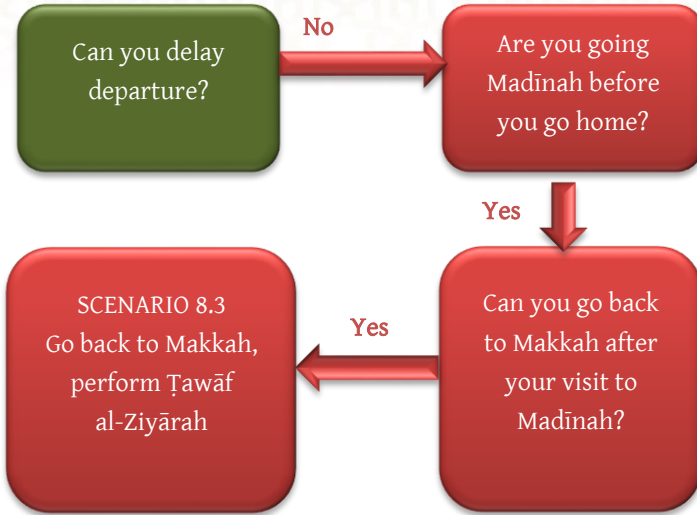 Can you delay
departure?
No
Are you going
Madīnah before
you go home?
Yes
Can you go back
to Makkah after
your visit to
Madīnah?
Yes
SCENARIO 8.3
Go back to Makkah,
perform Ṭawāf
al-Ziyārah